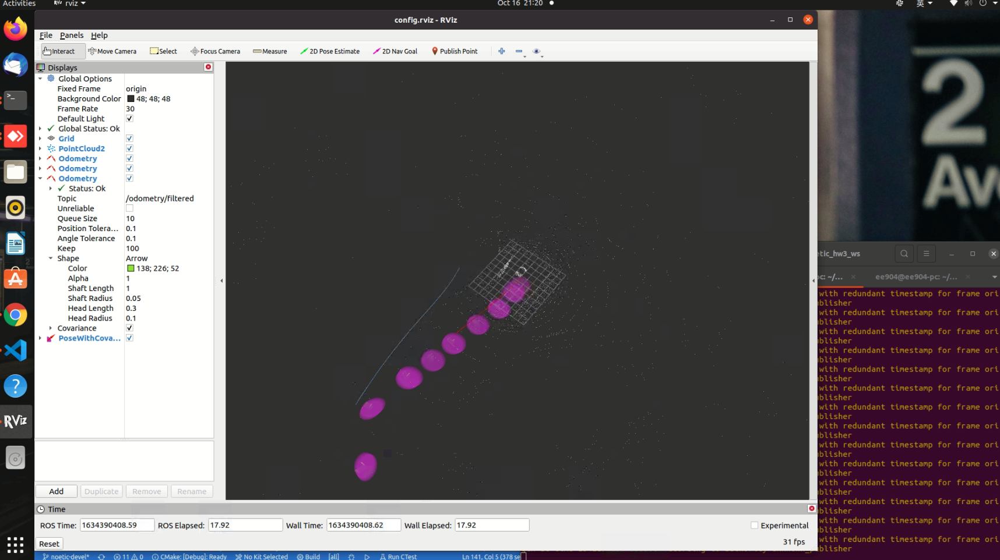 Activities
RViz rviz
Oct 16 21:20
英
config.rviz - RViz
File Panels Help
Interact Move Camera Select Focus Camera Measure 2D Pose Estimate 2D Nav Goal Publish Point
Displays
Global Options
Fixed Frame origin
Background Color 48; 48; 48
Frame Rate 30
Default Light
Global Status: Ok
Grid
PointCloud2
Odometry
Odometry
Odometry
Status: Ok
Topic /odometry/filtered
Unreliable
Queue Size 10
Position Tolera... 0.1
Angle Tolerance 0.1
Keep 100
Shape Arrow
Color 138; 226; 52
Alpha 1
Shaft Length 1
Shaft Radius 0.05
Head Length 0.3
Head Radius 0.1
Covariance
PoseWithCova...
RViz
Add Duplicate Remove Rename
Time
ROS Time: 1634390408.59 ROS Elapsed: 17.92 Wall Time: 1634390408.62 Wall Elapsed: 17.92 Experimental
Reset 31 fps
noetic-devel* 11 0 CMake: [Debug]: Ready No Kit Selected Build [all] Run CTest Ln 141, Col 5 (378 se
2
Av
etic_hw3_ws
pc: ~/... ee904@ee904-pc: ~/...
with redundant timestamp for frame ori
blisher
with redundant timestamp for frame ori
blisher
with redundant timestamp for frame ori
blisher
with redundant timestamp for frame ori
blisher
with redundant timestamp for frame ori
blisher
with redundant timestamp for frame ori
blisher
with redundant timestamp for frame ori
blisher
with redundant timestamp for frame ori
blisher
with redundant timestamp for frame ori
blisher
with redundant timestamp for frame ori
blisher
with redundant timestamp for frame ori
blisher
with redundant timestamp for frame ori
blisher
with redundant timestamp for frame ori
blisher
with redundant timestamp for frame ori
blisher